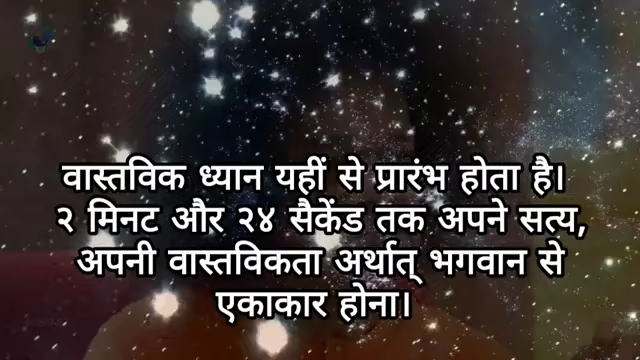 वास्तविक ध्यान यहीं से प्रारंभ होता है।
२ मिनट और २४ सैकेंड तक अपने सत्य,
अपनी वास्तविकता अर्थात् भगवान से
एकाकार होना।